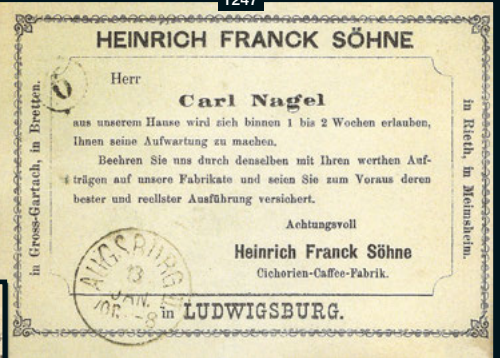 1247
HEINRICH FRANCK SÖHNE
Herr
Carl Nagel
aus unserem Hause wird sich binnen 1 bis 2 Wochen erlauben,
Ihnen seine Aufwartung zu machen.
Beehren Sie uns durch denselben mit Ihren werthen Auf-
trägen auf unsere Fabrikate und seien Sie zum Voraus deren
bester und reellster Ausführung versichert.
Achtungsvoll
Heinrich Franck Söhne
Cichorien-Caffee-Fabrik.
in LUDWIGSBURG.
in Gross-Gartach, in Bretten.
in Rieth, in Meimsheim.
AUGSBURG
13
JAN.